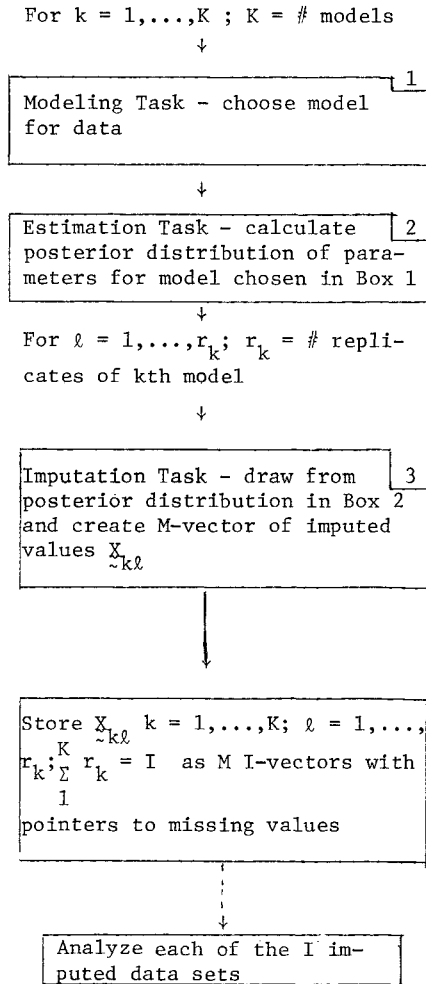 For k = 1,...,K ; K = # models
↓
1
Modeling Task - choose model
for data
↓
Estimation Task - calculate 2
posterior distribution of para-
meters for model chosen in Box 1
↓
For ℓ = 1,...,r_k; r_k = # repli-
cates of kth model
↓
Imputation Task - draw from 3
posterior distribution in Box 2
and create M-vector of imputed
values X̰_kℓ
↓
Store X̰_kℓ k = 1,...,K; ℓ = 1,...,
r_k; K Σ 1 r_k = I as M I-vectors with
pointers to missing values
↓
Analyze each of the I im-
puted data sets